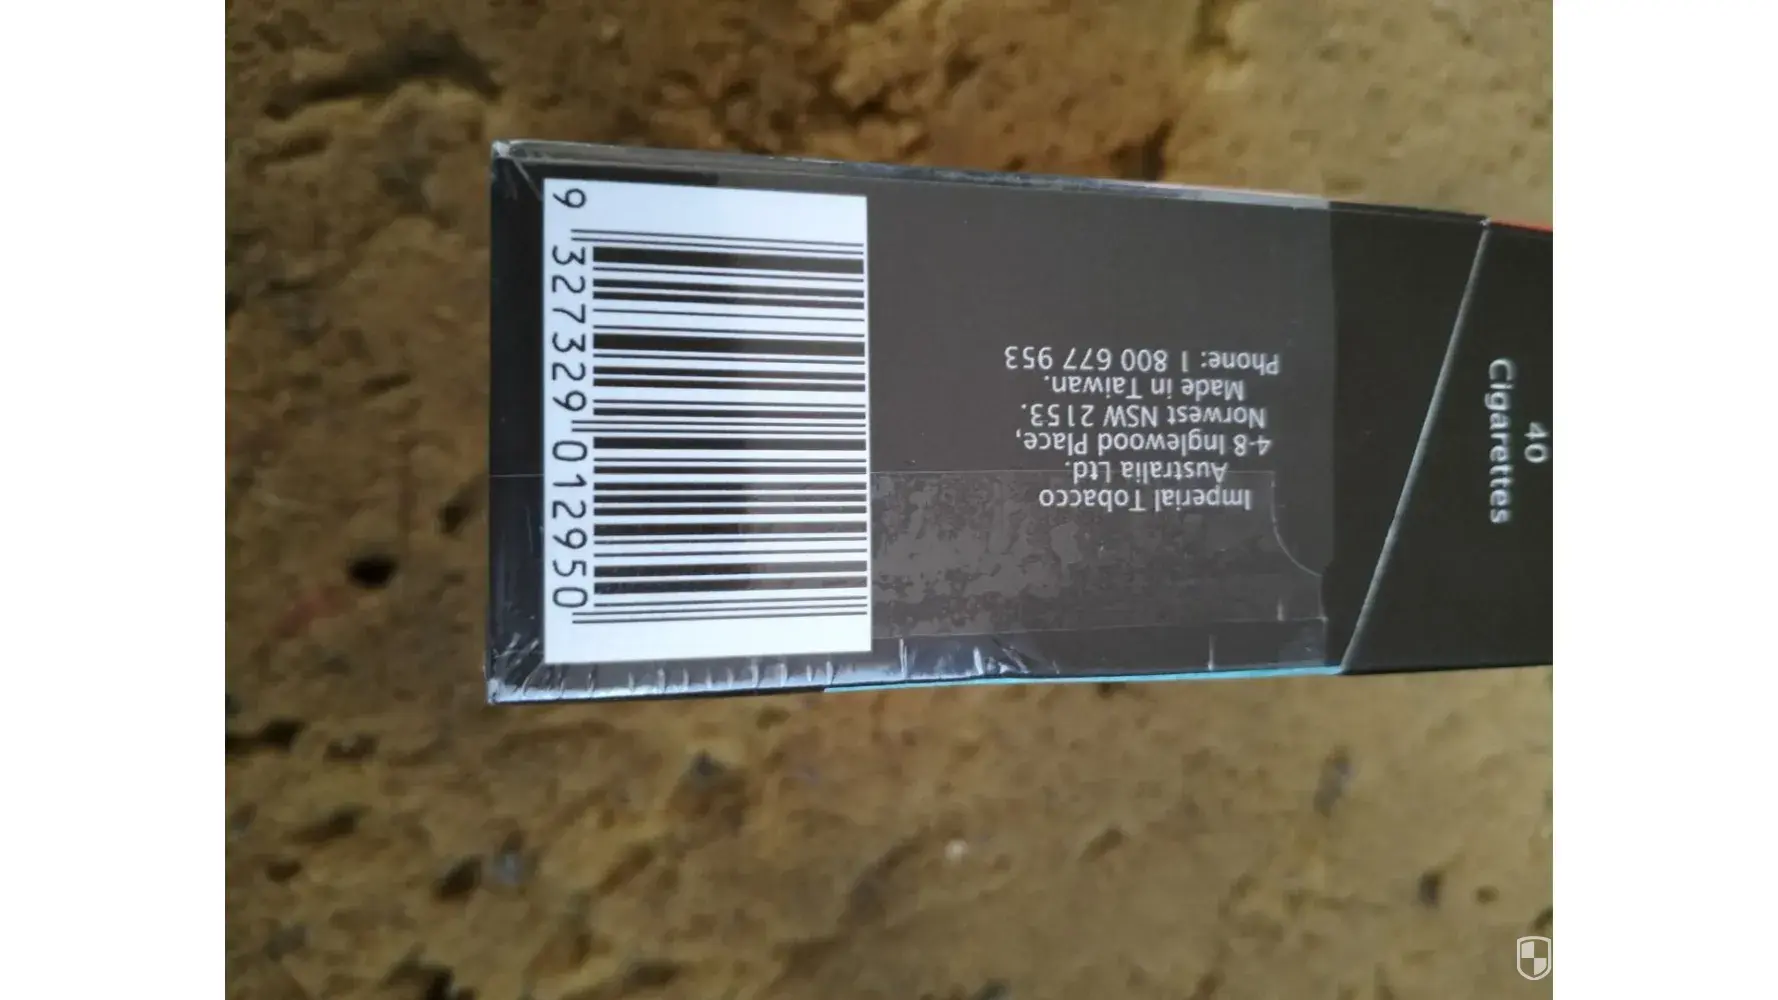 9 327329 012950
Imperial Tobacco
Australia Ltd.
4-8 Inglewood Place,
Norwest NSW 2153.
Made in Taiwan.
Phone: 1 800 677 953
40
Cigarettes